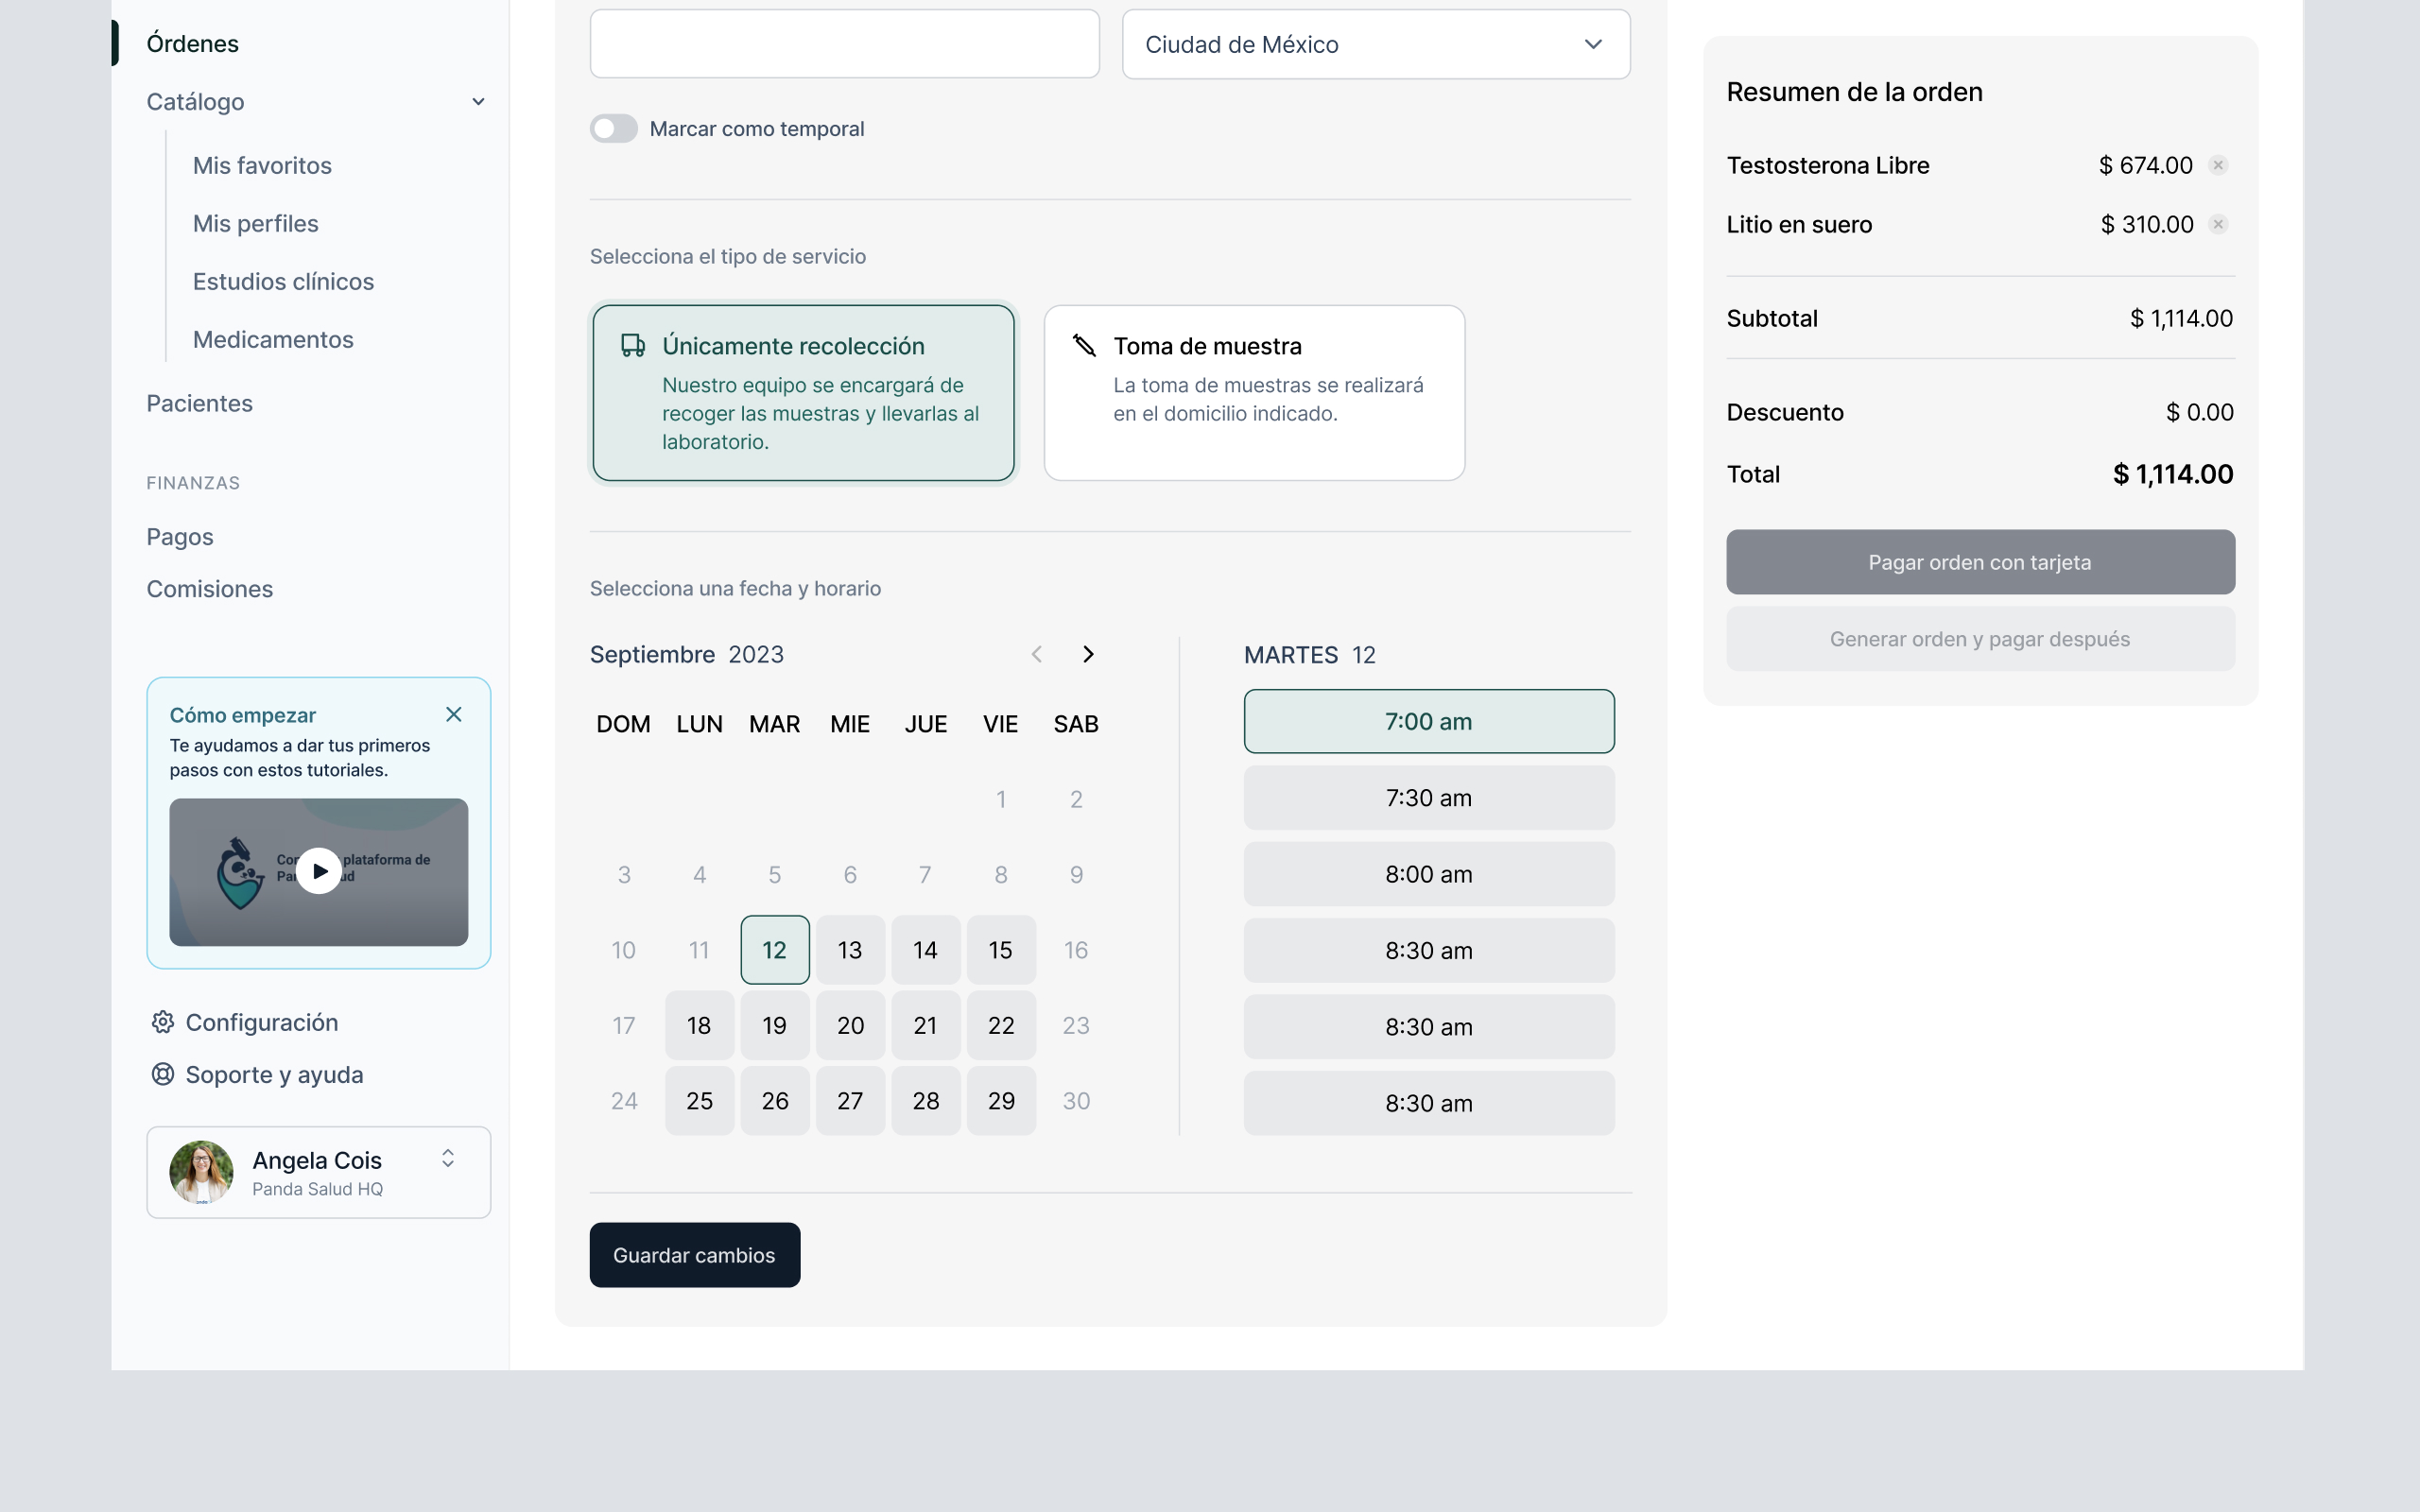 Órdenes
Catálogo
Mis favoritos
Mis perfiles
Estudios clínicos
Medicamentos
Pacientes
FINANZAS
Pagos
Comisiones
Cómo empezar
Te ayudamos a dar tus primeros
pasos con estos tutoriales.
plataforma de
Configuración
Soporte y ayuda
Angela Cois
Panda Salud HQ
Ciudad de México
Marcar como temporal
Selecciona el tipo de servicio
Únicamente recolección
Nuestro equipo se encargará de
recoger las muestras y llevarlas al
laboratorio.
Toma de muestra
La toma de muestras se realizará
en el domicilio indicado.
Selecciona una fecha y horario
Septiembre 2023
DOM LUN MAR MIE JUE VIE SAB
1 2
3 4 5 6 7 8 9
10 11 12 13 14 15 16
17 18 19 20 21 22 23
24 25 26 27 28 29 30
MARTES 12
7:00 am
7:30 am
8:00 am
8:30 am
8:30 am
8:30 am
Guardar cambios
Resumen de la orden
Testosterona Libre $ 674.00
Litio en suero $ 310.00
Subtotal $ 1,114.00
Descuento $ 0.00
Total $ 1,114.00
Pagar orden con tarjeta
Generar orden y pagar después